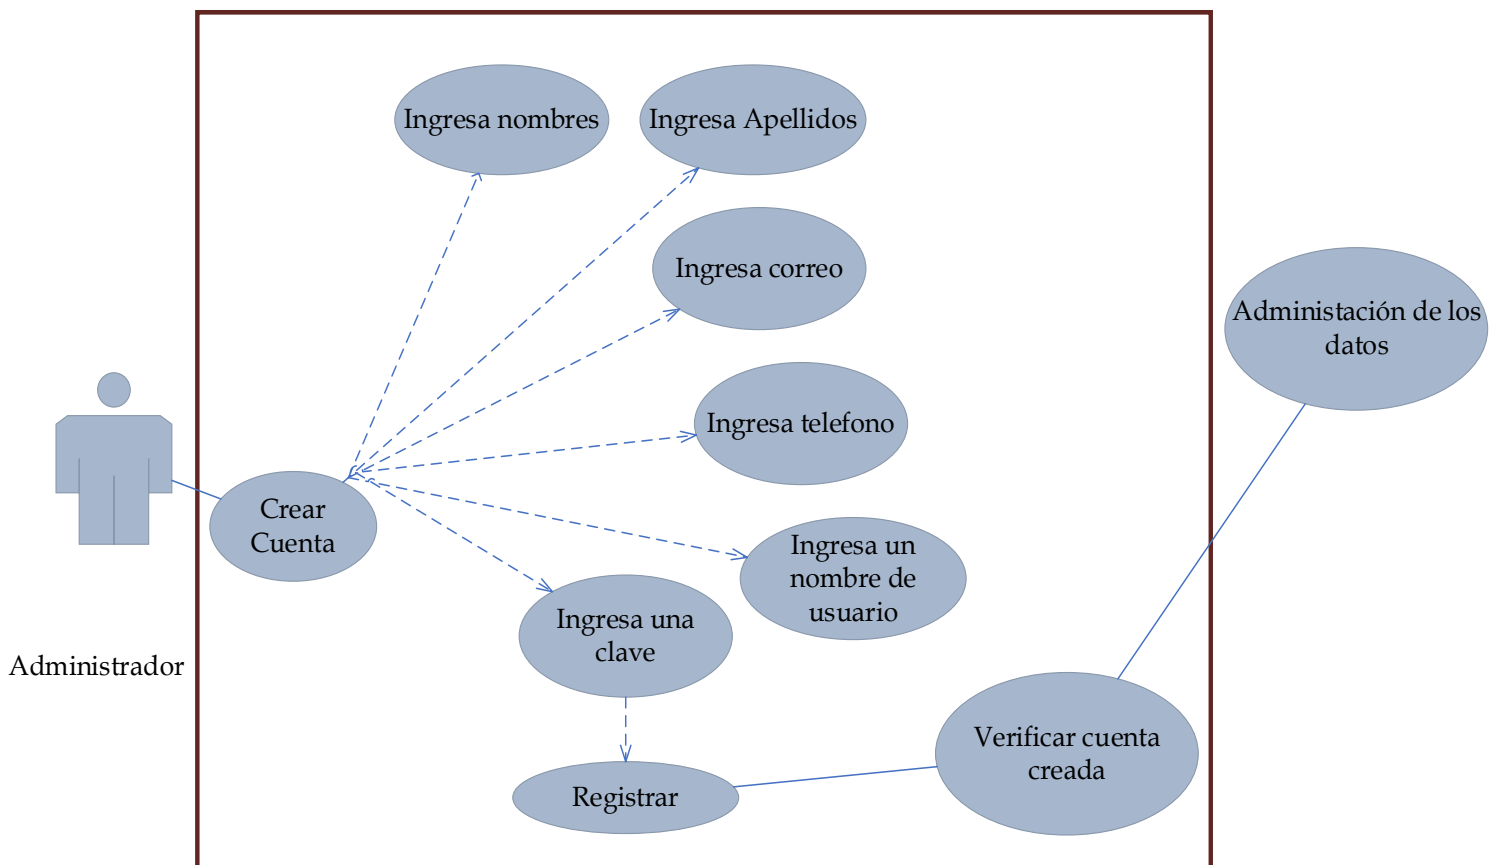 Ingresa nombres
Ingresa Apellidos
Ingresa correo
Administación de los
datos
Ingresa telefono
Crear
Cuenta
Ingresa un
nombre de
usuario
Ingresa una
clave
Administrador
Verificar cuenta
creada
Registrar